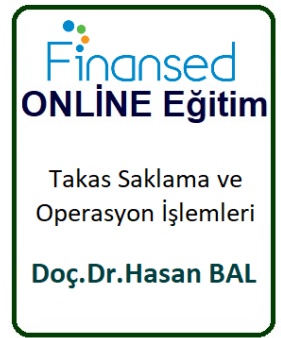 Finansed
ONLİNE Eğitim
Takas Saklama ve
Operasyon İşlemleri
Doç.Dr.Hasan BAL